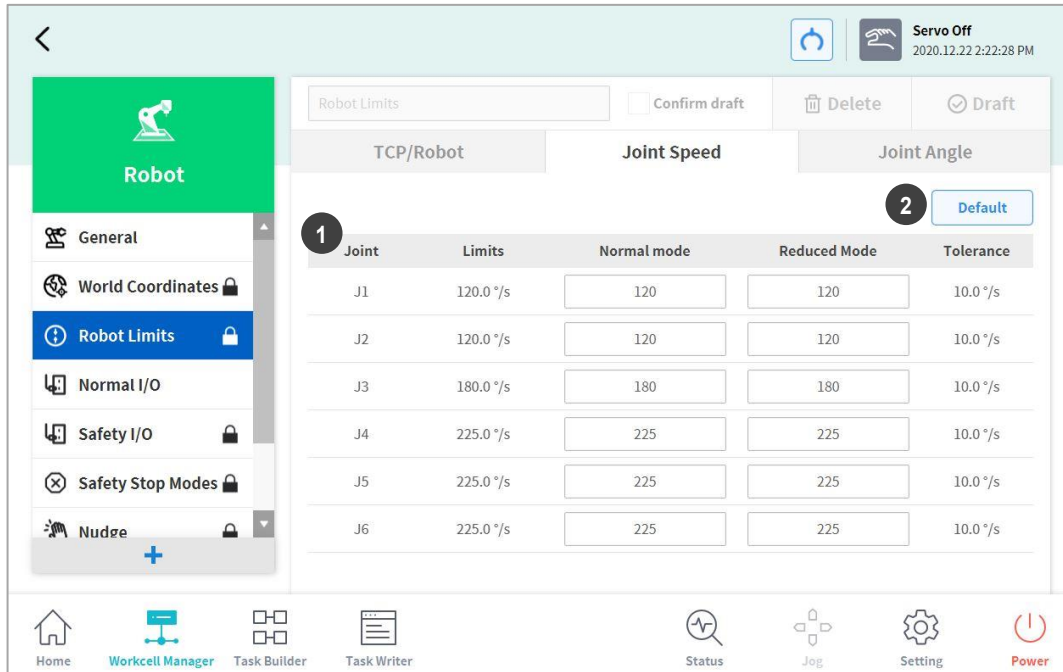 Servo Off
2020.12.22 2:22:28 PM
Robot
General
World Coordinates
Robot Limits
Normal I/O
Safety I/O
Safety Stop Modes
Nudge
+
Robot Limits
Confirm draft
Delete
Draft
TCP/Robot
Joint Speed
Joint Angle
2
Default
1
Joint Limits Normal mode Reduced Mode Tolerance
J1 120.0 °/s 120 120 10.0 °/s
J2 120.0 °/s 120 120 10.0 °/s
J3 180.0 °/s 180 180 10.0 °/s
J4 225.0 °/s 225 225 10.0 °/s
J5 225.0 °/s 225 225 10.0 °/s
J6 225.0 °/s 225 225 10.0 °/s
Home
Workcell Manager
Task Builder
Task Writer
Status
Jog
Setting
Power